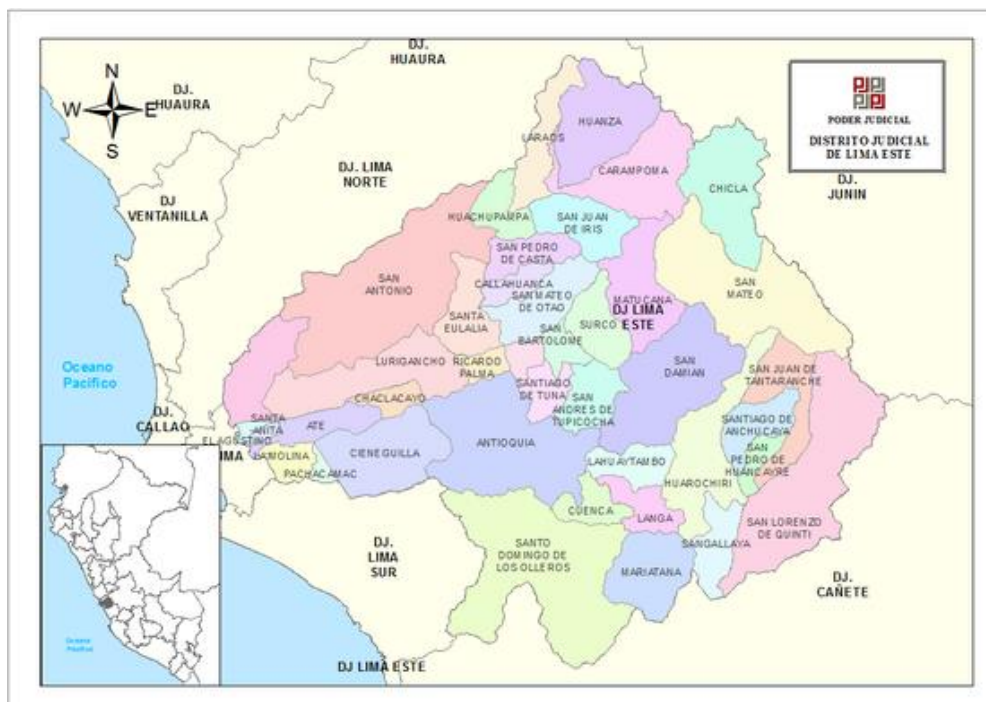 DJ.
HUAURA
N
W E
S
DJ.
HUAURA
PODER JUDICIAL
DISTRITO JUDICIAL
DE LIMA ESTE
LARAOS
HUANZA
CARAMPOMA
CHICLA
DJ.
JUNIN
DJ. LIMA
NORTE
DJ
VENTANILLA
HUACHUPAMPA
SAN JUAN
DE IRIS
SAN PEDRO
DE CASTA
SAN
ANTONIO
CALLAHUANCA
SAN MATEO
DE OTAO
MATUCANA
SAN
MATEO
DJ LIMA
ESTE
SANTA
EULALIA
SAN
BARTOLOME
SURCO
Oceano
Pacífico
LURIGANCHO
RICARDO
PALMA
SAN
DAMIAN
SAN JUAN DE
TANTARANCHE
SANTIAGO
DE TUNA
CHACLACAYO
SAN
ANDRES DE
TUPICOCHA
DJ.
CALLAO
SANTA
ANITA
ATE
SANTIAGO DE
ANCHUCAYA
EL AGUSTINO
LIMA
LA MOLINA
CIENEGUILLA
ANTIOQUIA
PACHACAMAC
SAN
PEDRO DE
HUANCAYRE
LAHUAYTAMBO
HUAROCHIRI
CUENCA
LANGA
SAN LORENZO
DE QUINTI
SANGALLAYA
DJ.
LIMA
SUR
SANTO
DOMINGO DE
LOS OLLEROS
MARIATANA
DJ.
CAÑETE
Oceano
Pacífico
DJ LIMA ESTE